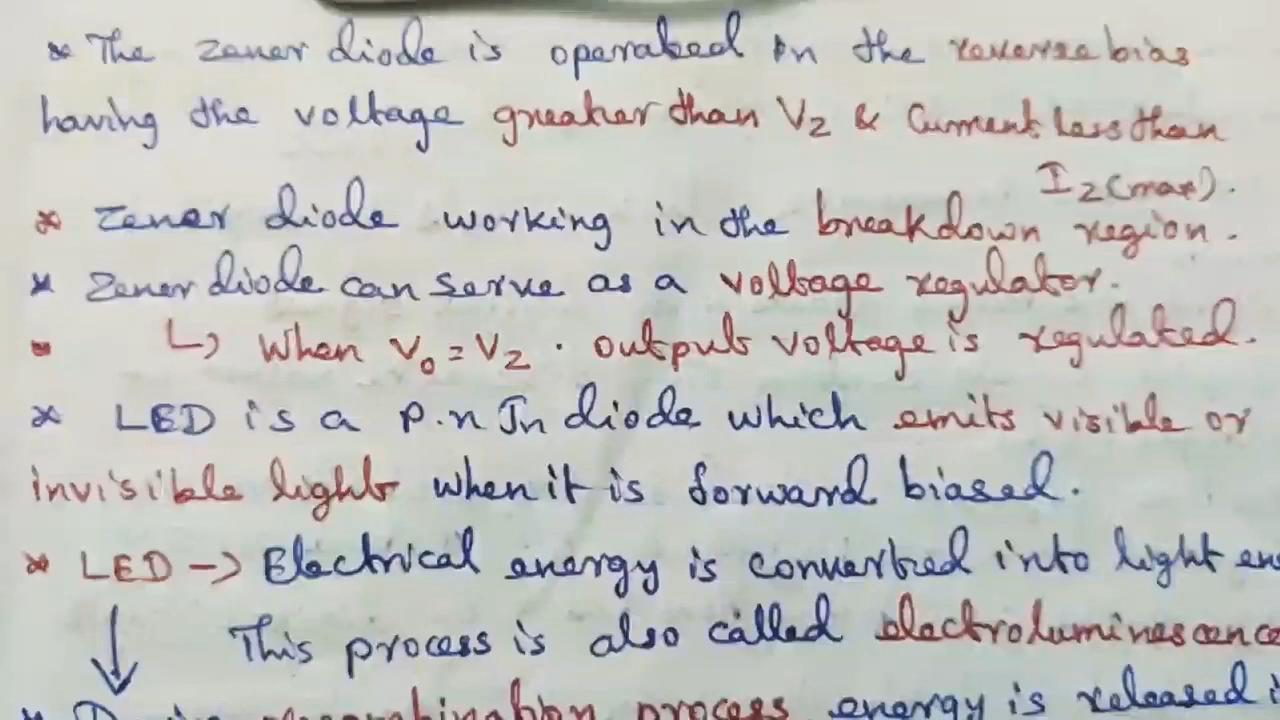 * The zener diode is operated in the reverse bias
having the voltage greater than Vz & Current less than
Iz(max).
* Zener diode working in the breakdown region.
* Zener diode can serve as a voltage regulator.
↳ When Vo = Vz . output voltage is regulated.
* LED is a p.n Jn diode which emits visible or
invisible light when it is forward biased.
* LED -> Electrical energy is converted into light en
This process is also called electroluminescence
process energy is released i